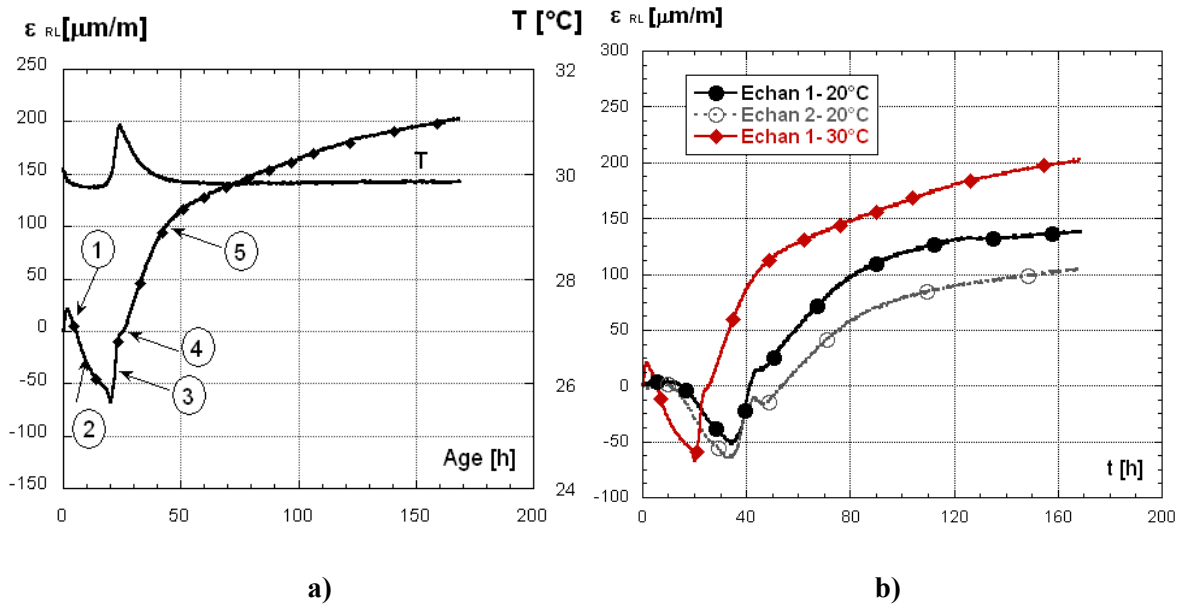 ε RL [µm/m]
T [°C]
250
200
150
100
50
0
-50
-100
-150
32
30
28
26
24
T
1
2
3
4
5
Age [h]
0 50 100 150 200
a)
ε RL [µm/m]
300
250
200
150
100
50
0
-50
-100
Echan 1- 20°C
Echan 2- 20°C
Echan 1- 30°C
t [h]
0 40 80 120 160 200
b)